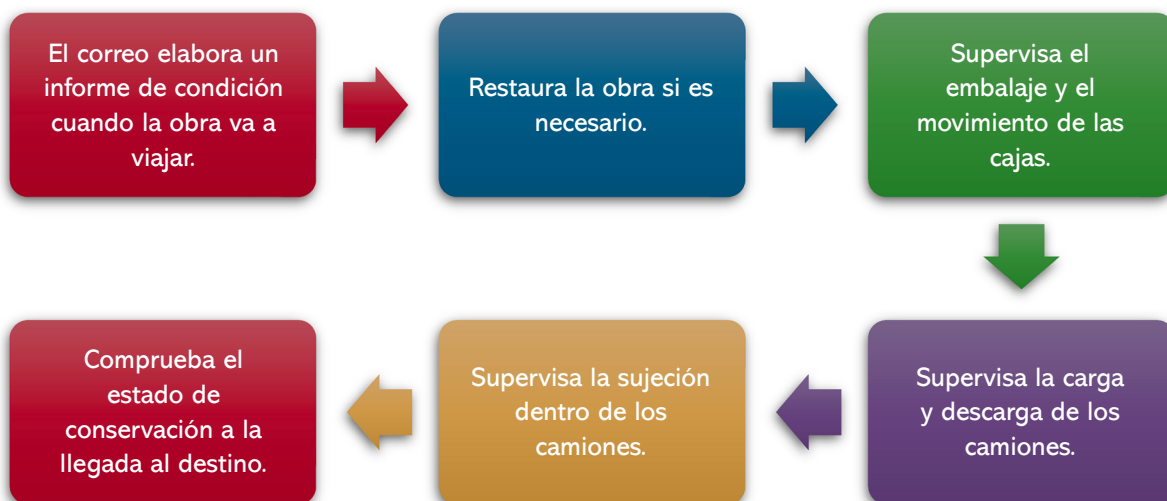 El correo elabora un
informe de condición
cuando la obra va a
viajar.
Restaura la obra si es
necesario.
Supervisa el
embalaje y el
movimiento de las
cajas.
Supervisa la carga
y descarga de los
camiones.
Supervisa la sujeción
dentro de los
camiones.
Comprueba el
estado de
conservación a la
llegada al destino.